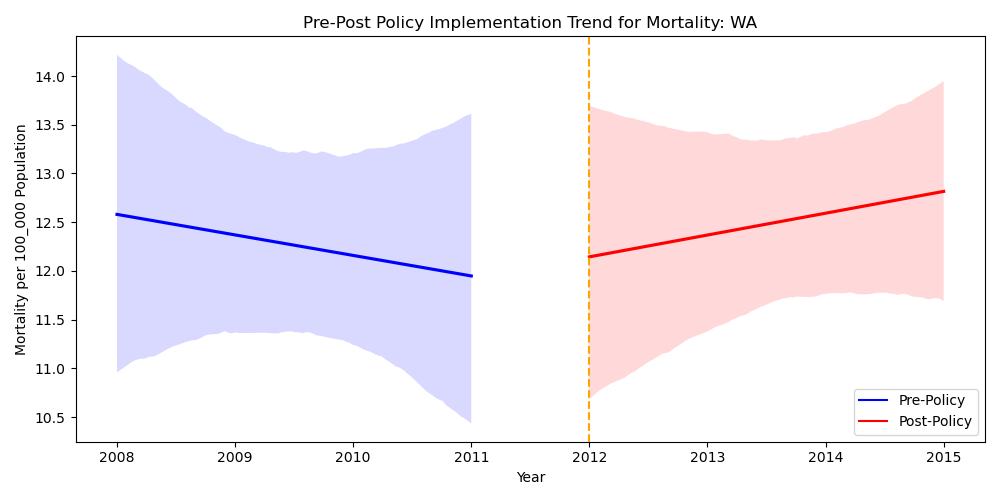 Pre-Post Policy Implementation Trend for Mortality: WA
Mortality per 100_000 Population
14.0
13.5
13.0
12.5
12.0
11.5
11.0
10.5
2008 2009 2010 2011 2012 2013 2014 2015
Year
Pre-Policy
Post-Policy